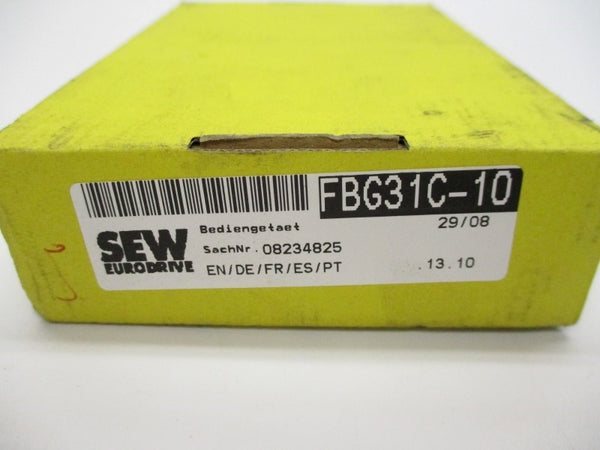 FBG31C-10
29/08
SEW
EURODRIVE
Bediengetaet
SachNr. 08234825
EN/DE/FR/ES/PT
.13.10